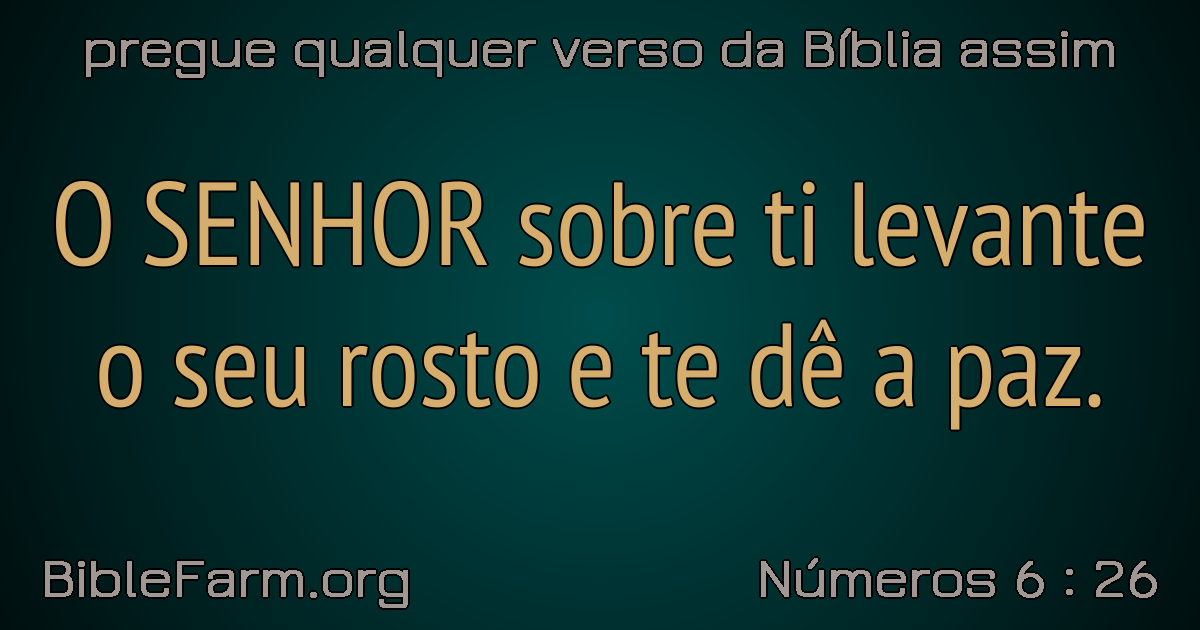 pregue qualquer verso da Bíblia assim
O SENHOR sobre ti levante
o seu rosto e te dê a paz.
BibleFarm.org
Números 6 : 26